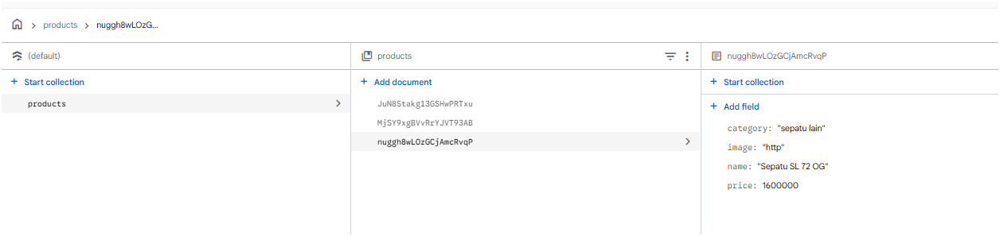 products
nuggh8wLOzG...
(default)
products
nuggh8wLOzGCjAmcRvqP
+ Start collection
+ Add document
+ Start collection
products
JuN8Stakg13GSHwPRTxu
MjSY9xgBVvRrYJVT93AB
nuggh8wLOzGCjAmcRvqP
+ Add field
category: "sepatu lain"
image: "http"
name: "Sepatu SL 72 OG"
price: 1600000